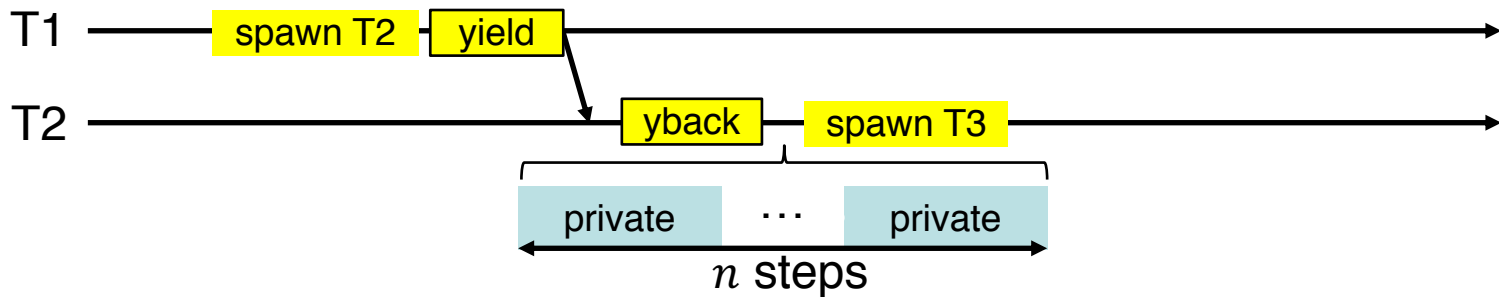 T1 spawn T2 yield
T2 yback spawn T3
private ... private
n steps